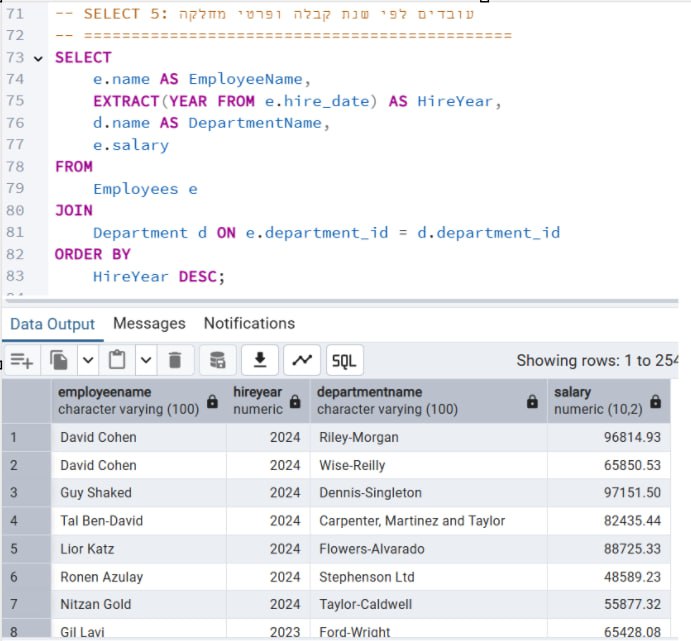 71 -- SELECT 5: עובדים לפי שנת קבלה ופרטי מחלקה
72 -- =============================================
73 SELECT
74 e.name AS EmployeeName,
75 EXTRACT(YEAR FROM e.hire_date) AS HireYear,
76 d.name AS DepartmentName,
77 e.salary
78 FROM
79 Employees e
80 JOIN
81 Department d ON e.department_id = d.department_id
82 ORDER BY
83 HireYear DESC;
Data Output Messages Notifications
SQL Showing rows: 1 to 254
employeename hireyear departmentname salary
character varying (100) numeric character varying (100) numeric (10,2)
1 David Cohen 2024 Riley-Morgan 96814.93
2 David Cohen 2024 Wise-Reilly 65850.53
3 Guy Shaked 2024 Dennis-Singleton 97151.50
4 Tal Ben-David 2024 Carpenter, Martinez and Taylor 82435.44
5 Lior Katz 2024 Flowers-Alvarado 88725.33
6 Ronen Azulay 2024 Stephenson Ltd 48589.23
7 Nitzan Gold 2024 Taylor-Caldwell 55877.32
8 Gil Lavi 2023 Ford-Wright 65428.08